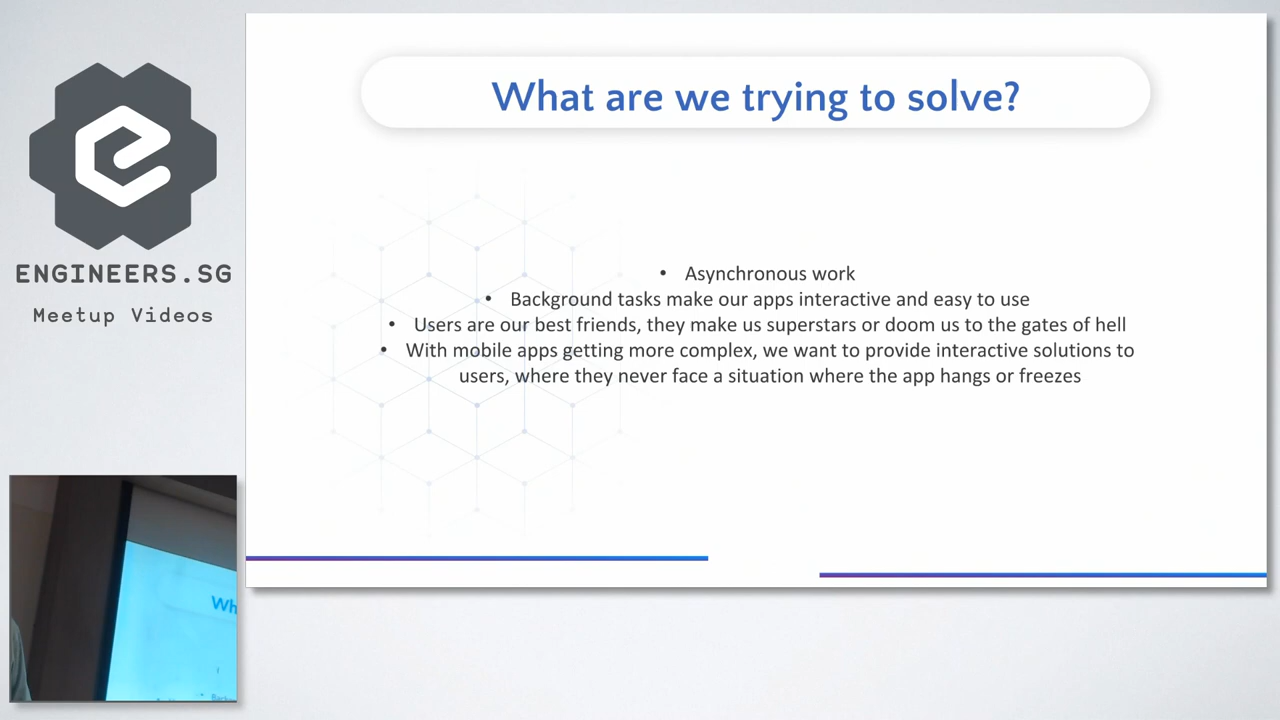 What are we trying to solve?
• Asynchronous work
• Background tasks make our apps interactive and easy to use
• Users are our best friends, they make us superstars or doom us to the gates of hell
• With mobile apps getting more complex, we want to provide interactive solutions to
users, where they never face a situation where the app hangs or freezes
ENGINEERS.SG
Meetup Videos
Wh